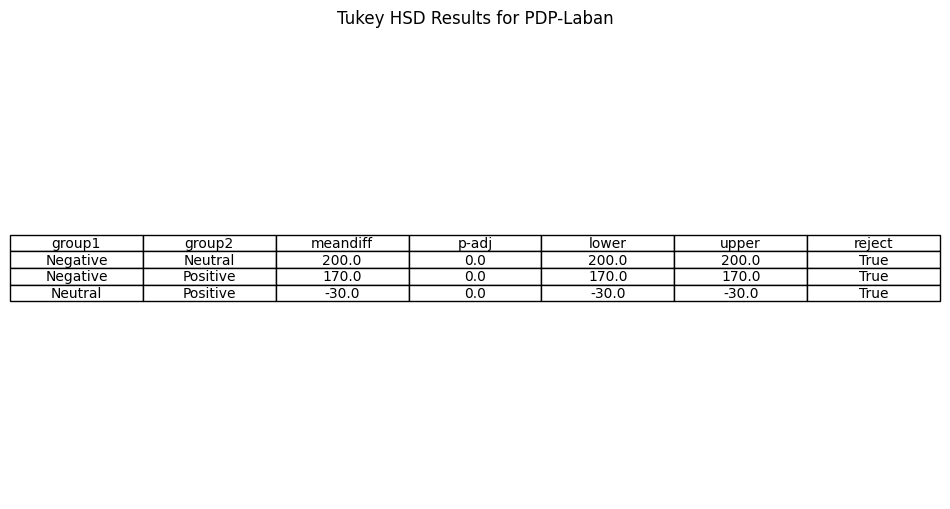 Tukey HSD Results for PDP-Laban
group1 group2 meandiff p-adj lower upper reject
Negative Neutral 200.0 0.0 200.0 200.0 True
Negative Positive 170.0 0.0 170.0 170.0 True
Neutral Positive -30.0 0.0 -30.0 -30.0 True